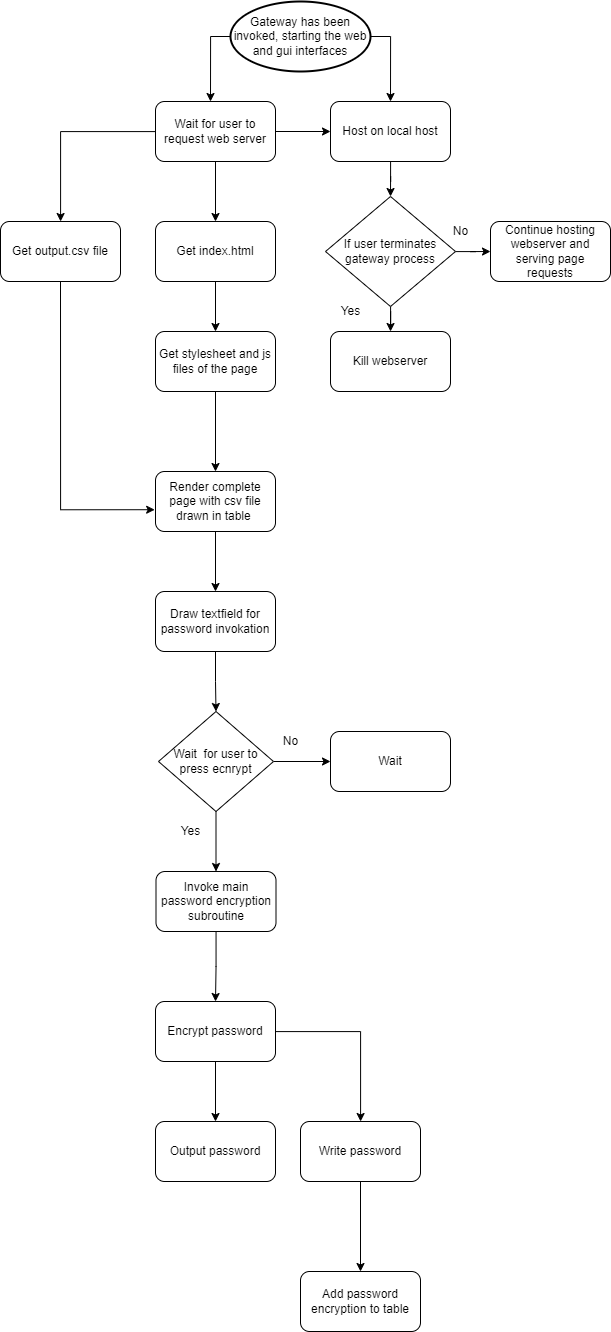 Gateway has been
invoked, starting the web
and gui interfaces
Wait for user to
request web server
Host on local host
Get output.csv file
Get index.html
If user terminates
gateway process
No
Continue hosting
webserver and
serving page
requests
Yes
Get stylesheet and js
files of the page
Kill webserver
Render complete
page with csv file
drawn in table
Draw textfield for
password invokation
Wait for user to
press ecnrypt
No
Wait
Yes
Invoke main
password encryption
subroutine
Encrypt password
Output password
Write password
Add password
encryption to table